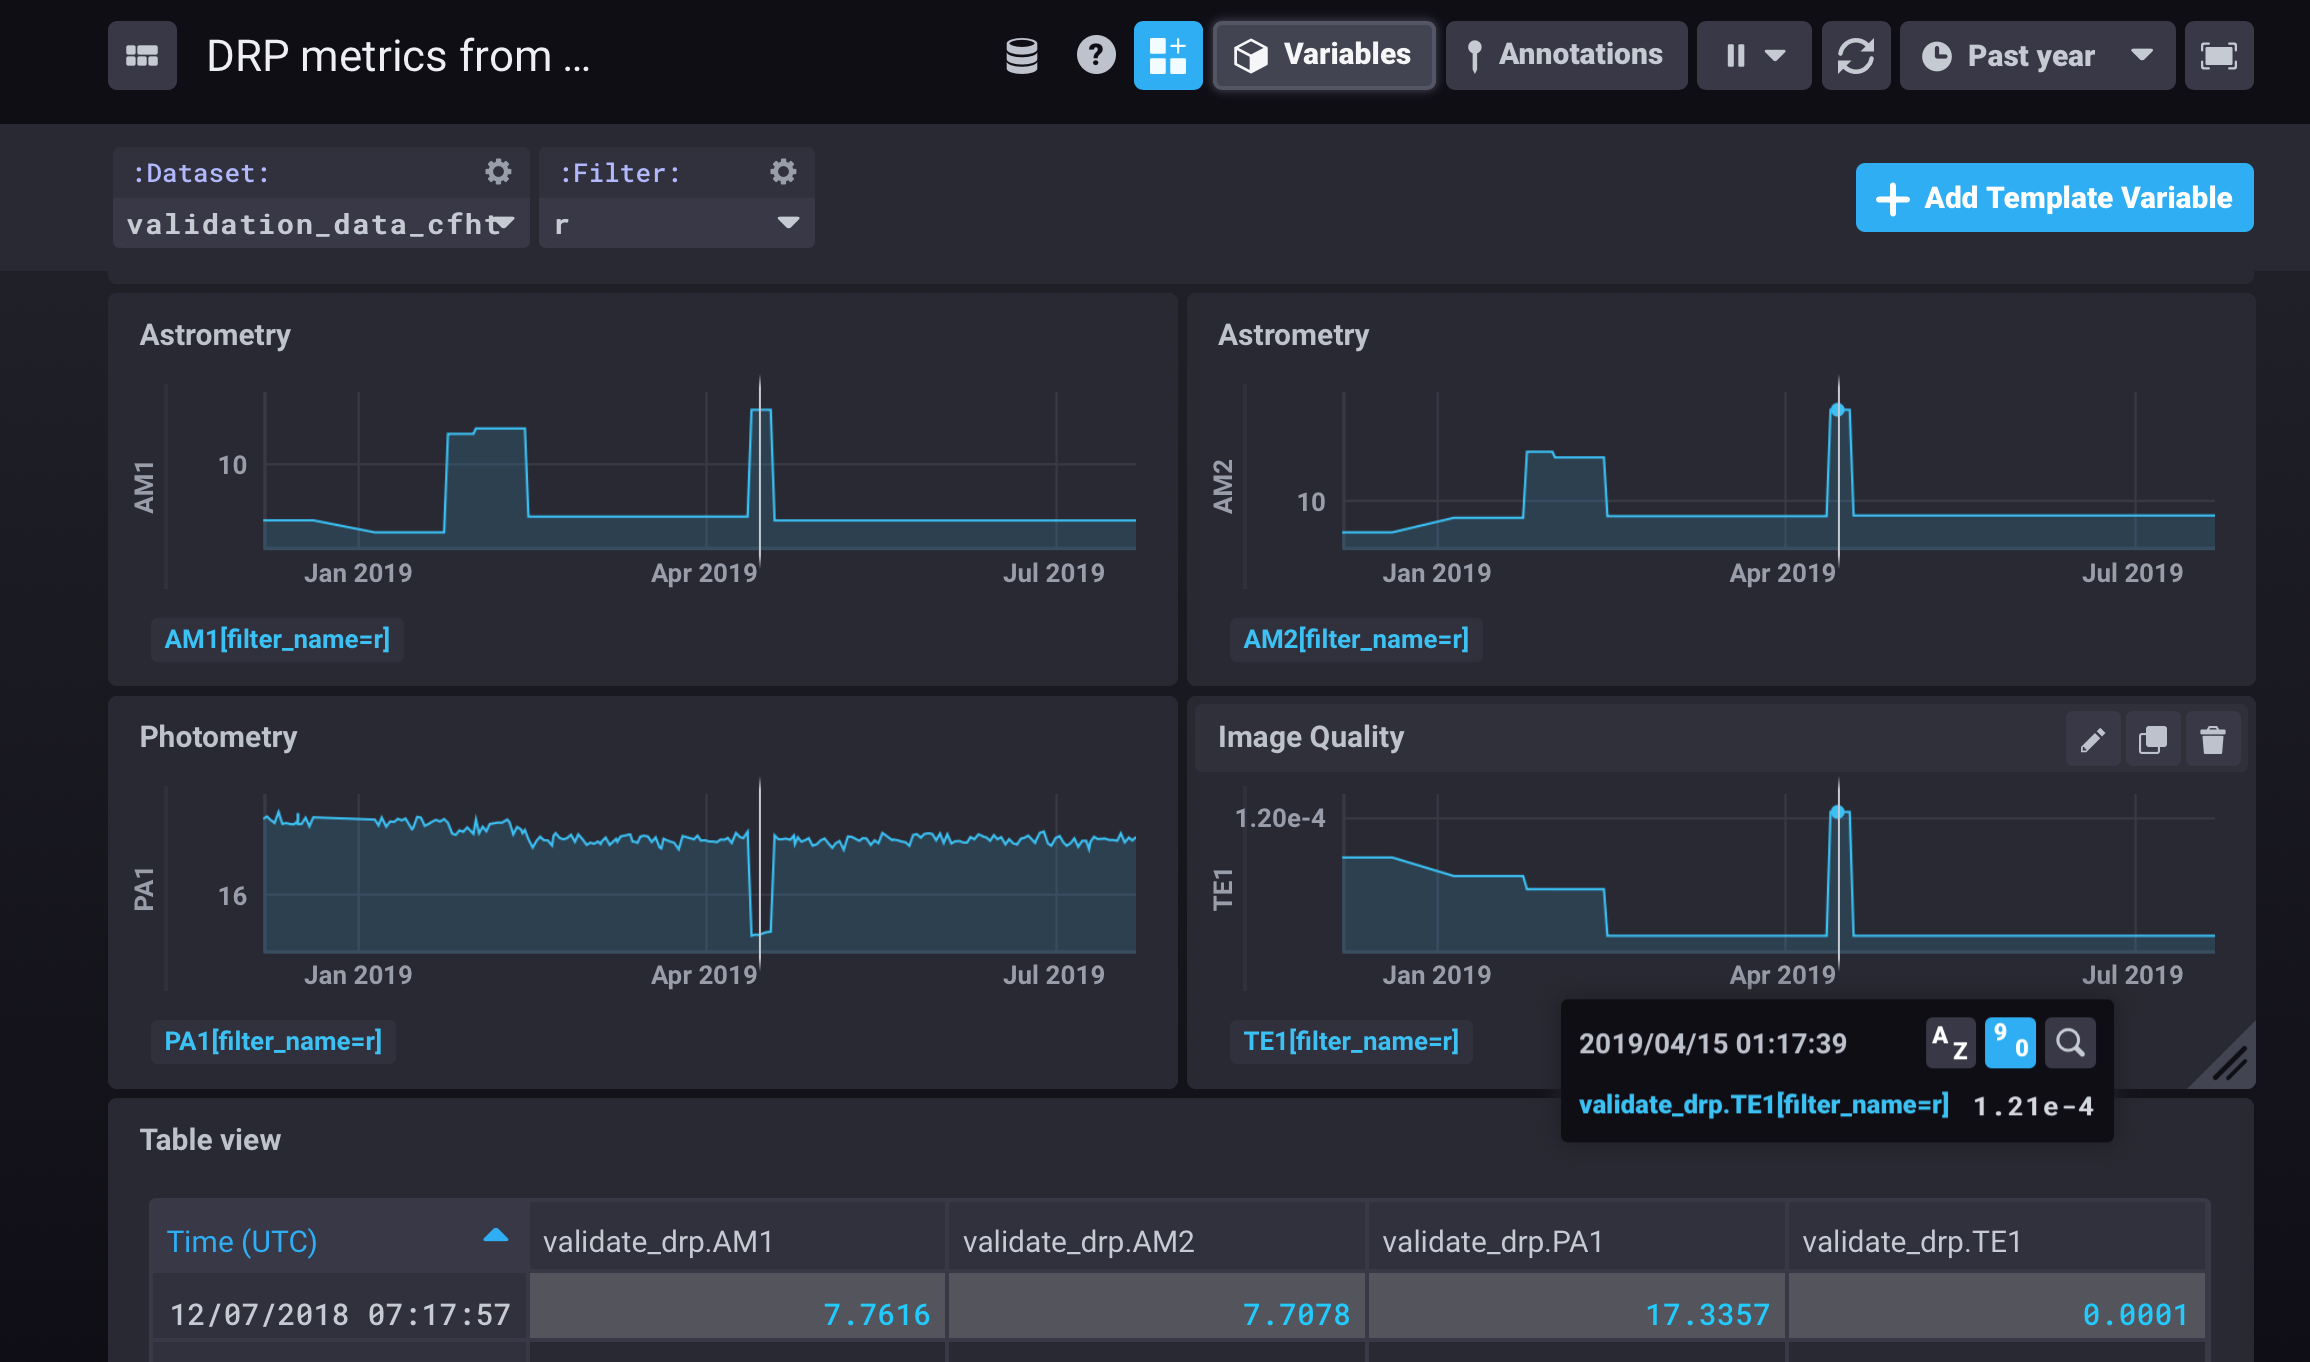 DRP metrics from ...
Variables
Annotations
Past year
:Dataset:
:Filter:
validation_data_cfht
r
Add Template Variable
Astrometry
AM1
10
Jan 2019
Apr 2019
Jul 2019
AM1[filter_name=r]
Astrometry
AM2
10
Jan 2019
Apr 2019
Jul 2019
AM2[filter_name=r]
Photometry
PA1
16
Jan 2019
Apr 2019
Jul 2019
PA1[filter_name=r]
Image Quality
1.20e-4
TE1
Jan 2019
Apr 2019
Jul 2019
TE1[filter_name=r]
2019/04/15 01:17:39
A Z
9 0
validate_drp.TE1[filter_name=r] 1.21e-4
Table view
Time (UTC) validate_drp.AM1 validate_drp.AM2 validate_drp.PA1 validate_drp.TE1
12/07/2018 07:17:57 7.7616 7.7078 17.3357 0.0001